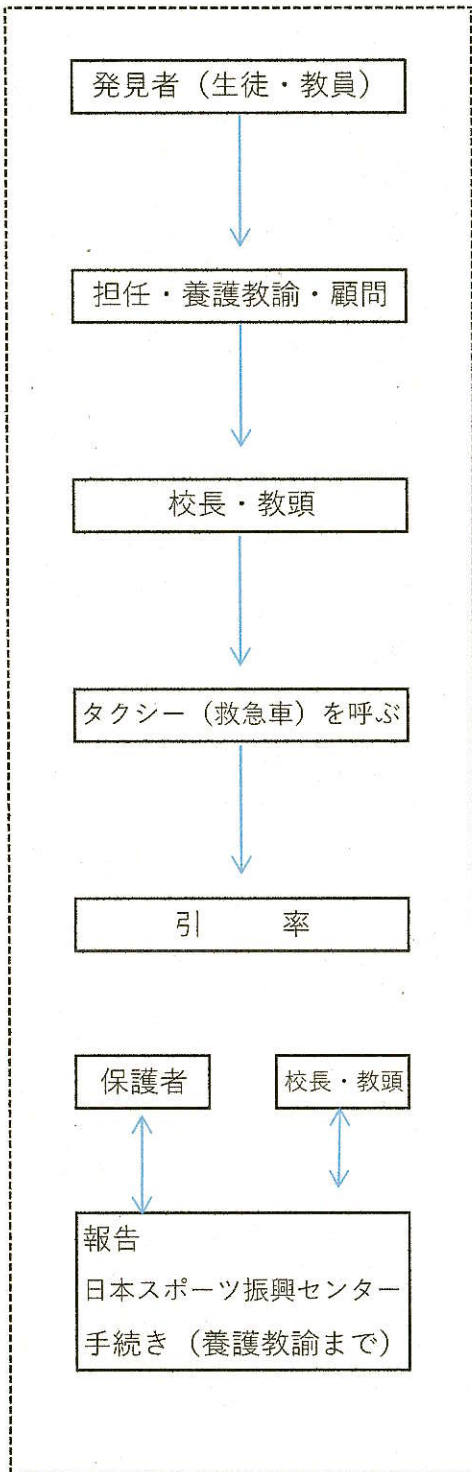 発見者（生徒・教員）
担任・養護教諭・顧問
校長・教頭
タクシー（救急車）を呼ぶ
引　　率
保護者
校長・教頭
報告
日本スポーツ振興センター
手続き（養護教諭まで）